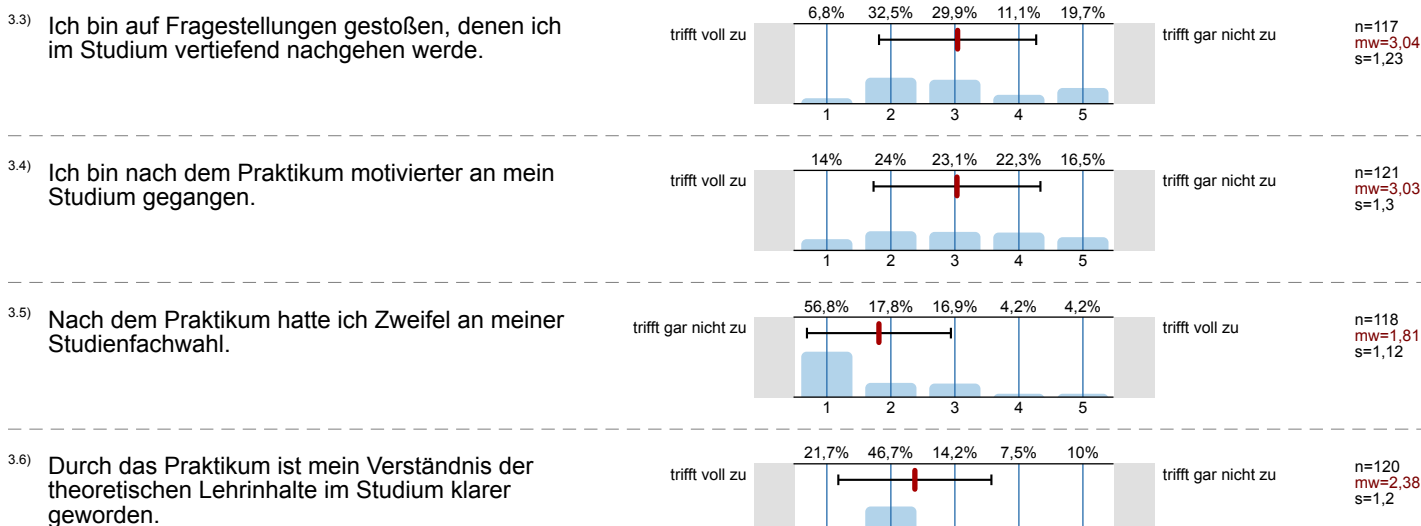 3.3) Ich bin auf Fragestellungen gestoßen, denen ich
im Studium vertiefend nachgehen werde.
trifft voll zu
6,8% 32,5% 29,9% 11,1% 19,7%
1 2 3 4 5
trifft gar nicht zu
n=117
mw=3,04
s=1,23
3.4) Ich bin nach dem Praktikum motivierter an mein
Studium gegangen.
trifft voll zu
14% 24% 23,1% 22,3% 16,5%
1 2 3 4 5
trifft gar nicht zu
n=121
mw=3,03
s=1,3
3.5) Nach dem Praktikum hatte ich Zweifel an meiner
Studienfachwahl.
trifft gar nicht zu
56,8% 17,8% 16,9% 4,2% 4,2%
1 2 3 4 5
trifft voll zu
n=118
mw=1,81
s=1,12
3.6) Durch das Praktikum ist mein Verständnis der
theoretischen Lehrinhalte im Studium klarer
geworden.
trifft voll zu
21,7% 46,7% 14,2% 7,5% 10%
trifft gar nicht zu
n=120
mw=2,38
s=1,2